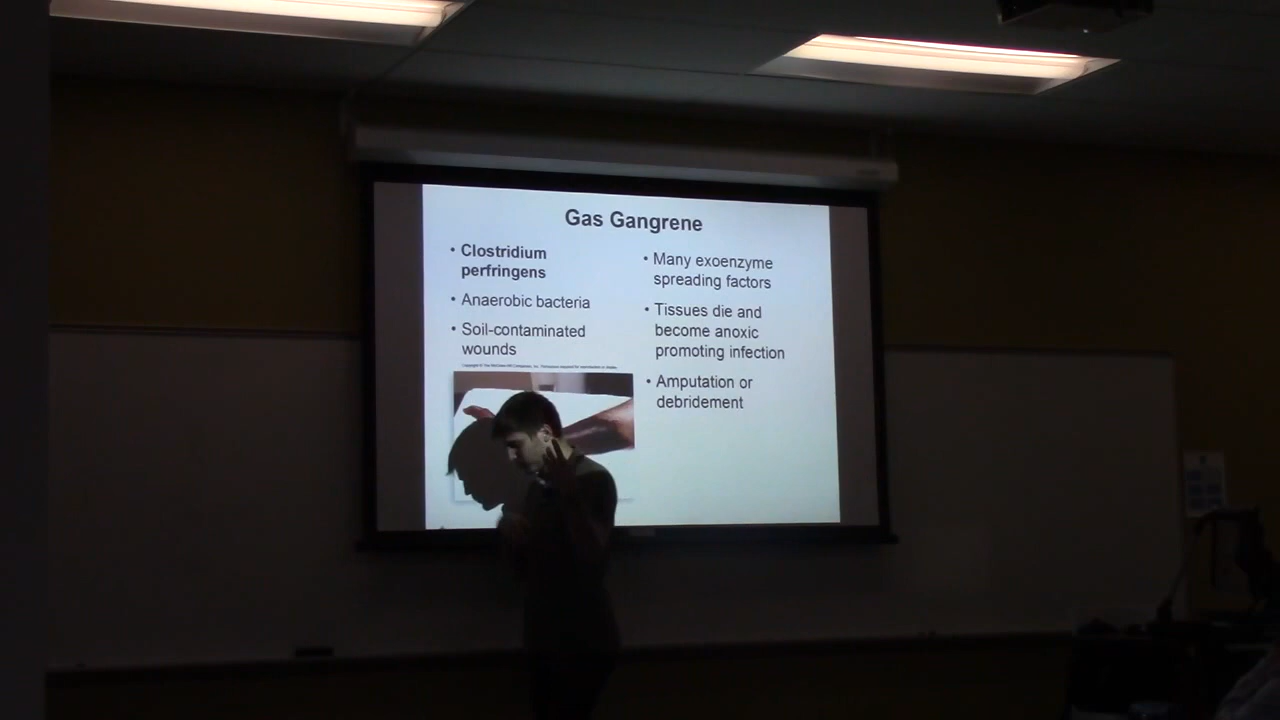 Gas Gangrene
• Clostridium
perfringens
• Anaerobic bacteria
• Soil-contaminated
wounds
• Many exoenzyme
spreading factors
• Tissues die and
become anoxic
promoting infection
• Amputation or
debridement